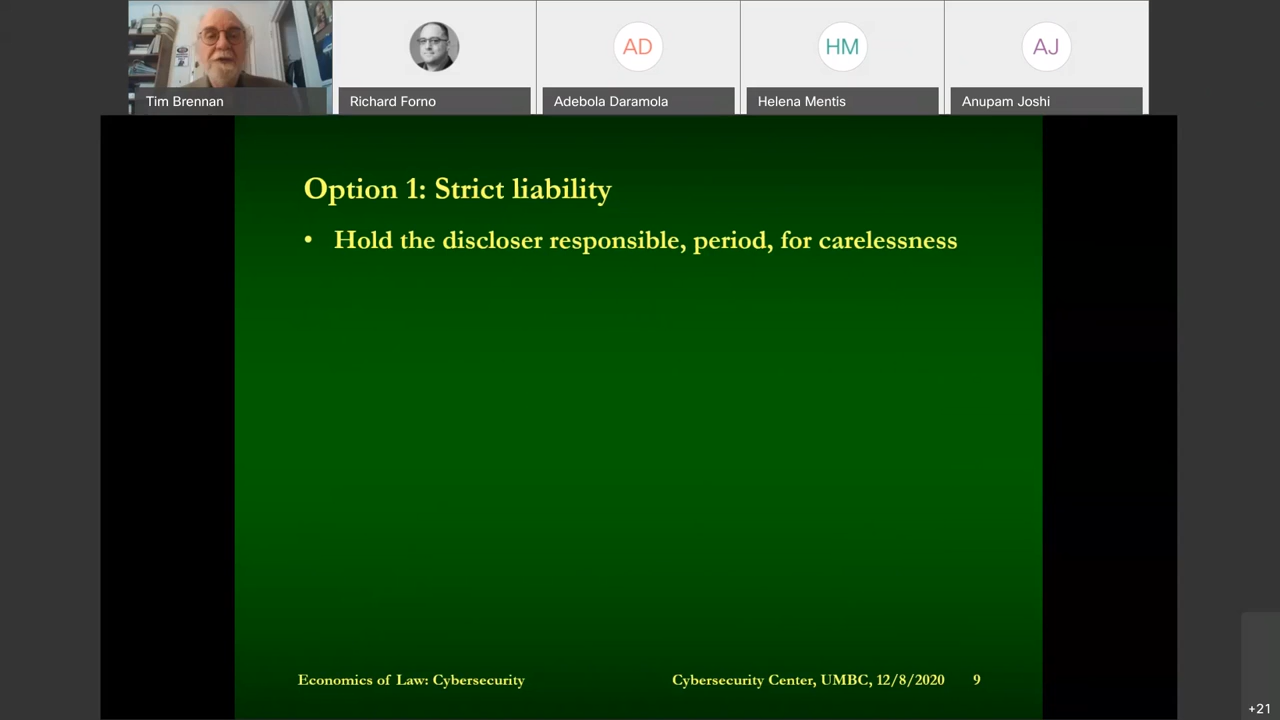 AD
HM
AJ
Tim Brennan
Richard Forno
Adebola Daramola
Helena Mentis
Anupam Joshi
Option 1: Strict liability
• Hold the discloser responsible, period, for carelessness
Economics of Law: Cybersecurity
Cybersecurity Center, UMBC, 12/8/2020 9
+21